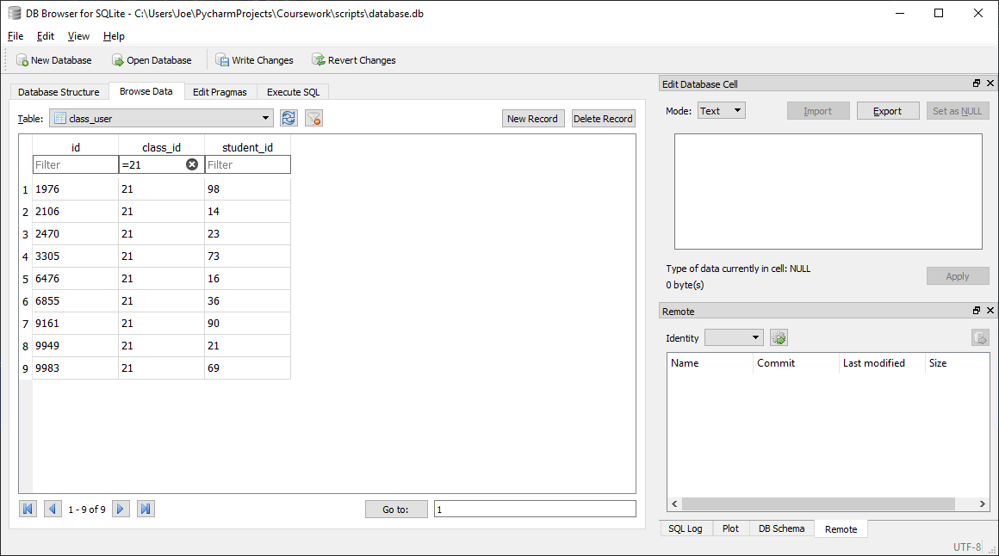 DB Browser for SQLite - C:\Users\Joe\PycharmProjects\Coursework\scripts\database.db
File Edit View Help
New Database Open Database Write Changes Revert Changes
Database Structure Browse Data Edit Pragmas Execute SQL
Table: class_user New Record Delete Record
id class_id student_id
Filter =21 Filter
1 1976 21 98
2 2106 21 14
3 2470 21 23
4 3305 21 73
5 6476 21 16
6 6855 21 36
7 9161 21 90
8 9949 21 21
9 9983 21 69
1 - 9 of 9 Go to: 1
Edit Database Cell
Mode: Text Import Export Set as NULL
Type of data currently in cell: NULL
0 byte(s)
Apply
Remote
Identity
Name Commit Last modified Size
SQL Log Plot DB Schema Remote
UTF-8